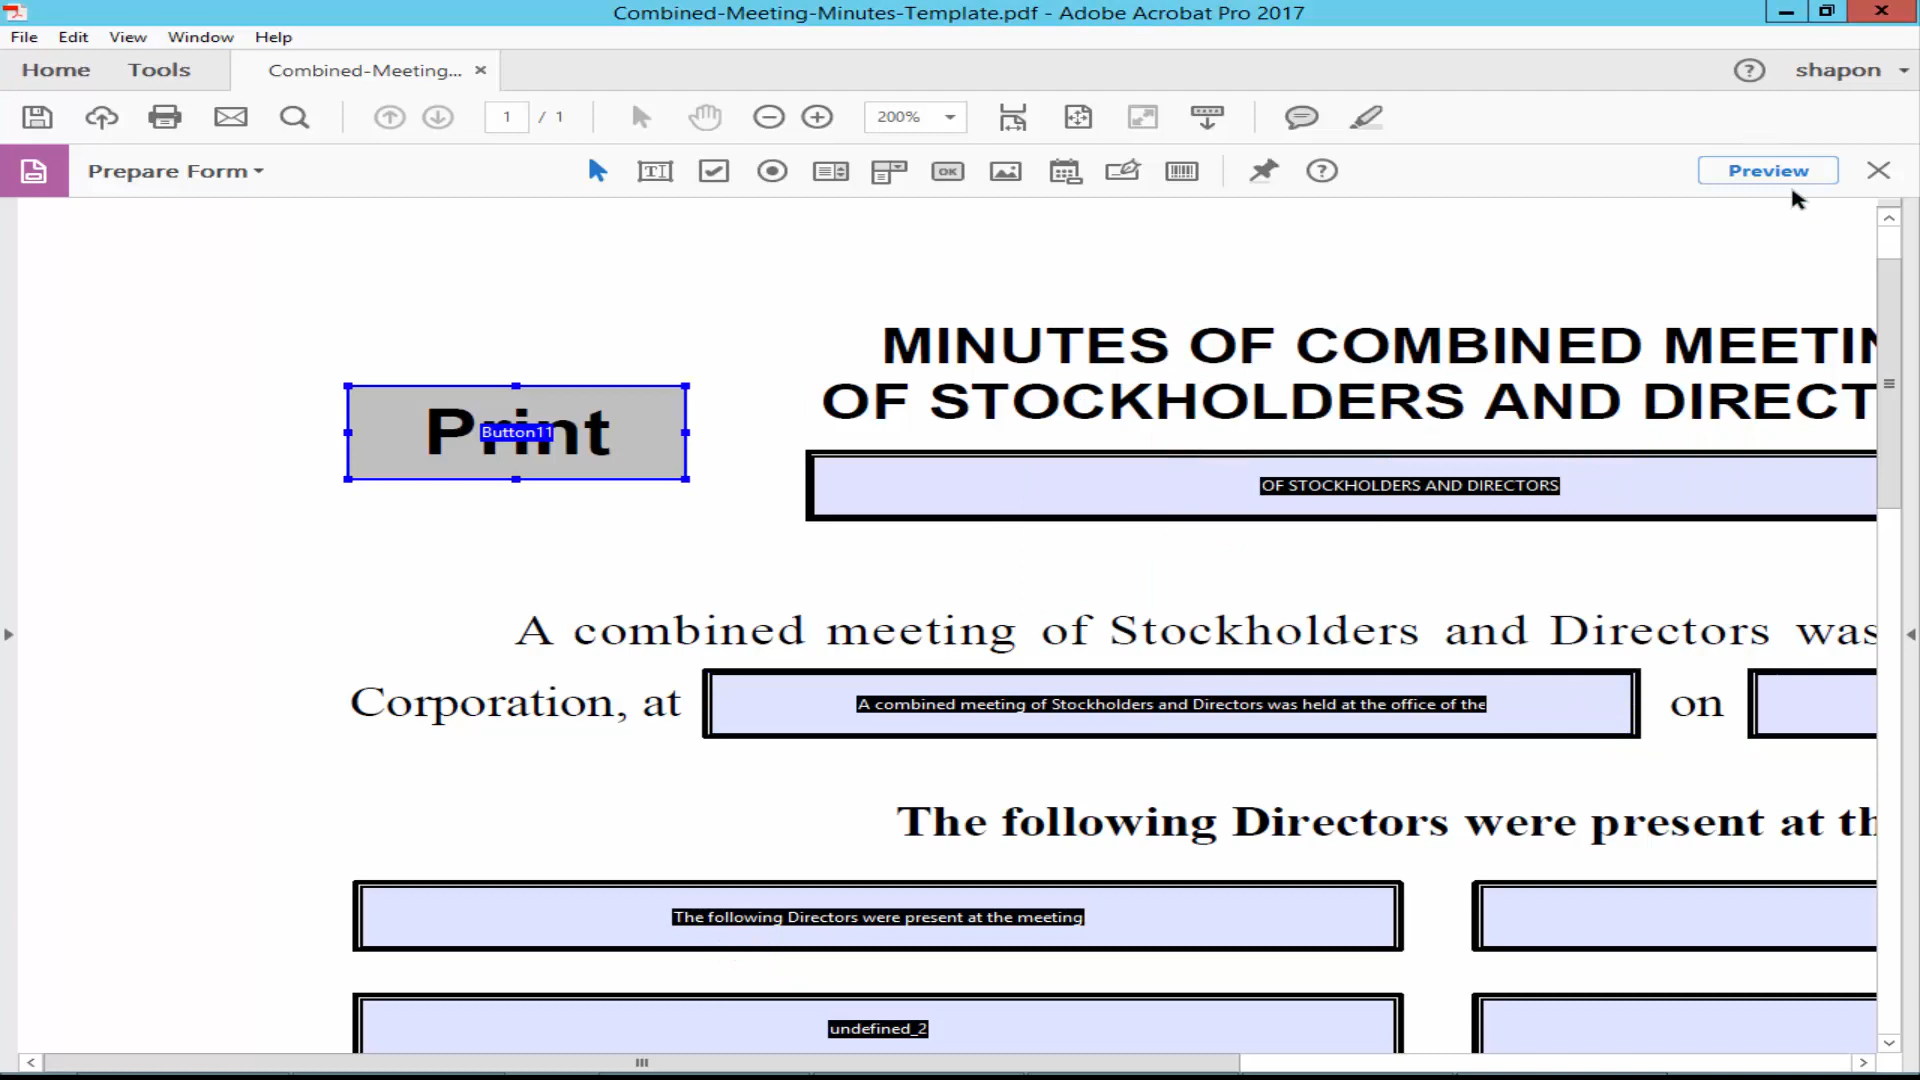 Combined-Meeting-Minutes-Template.pdf - Adobe Acrobat Pro 2017
File Edit View Window Help
Home Tools Combined-Meeting... shapon
1 / 1 200%
Prepare Form OK Preview
MINUTES OF COMBINED MEETIN
OF STOCKHOLDERS AND DIRECT
Print
Button11
OF STOCKHOLDERS AND DIRECTORS
A combined meeting of Stockholders and Directors was
Corporation, at A combined meeting of Stockholders and Directors was held at the office of the on
The following Directors were present at th
The following Directors were present at the meeting
undefined_2